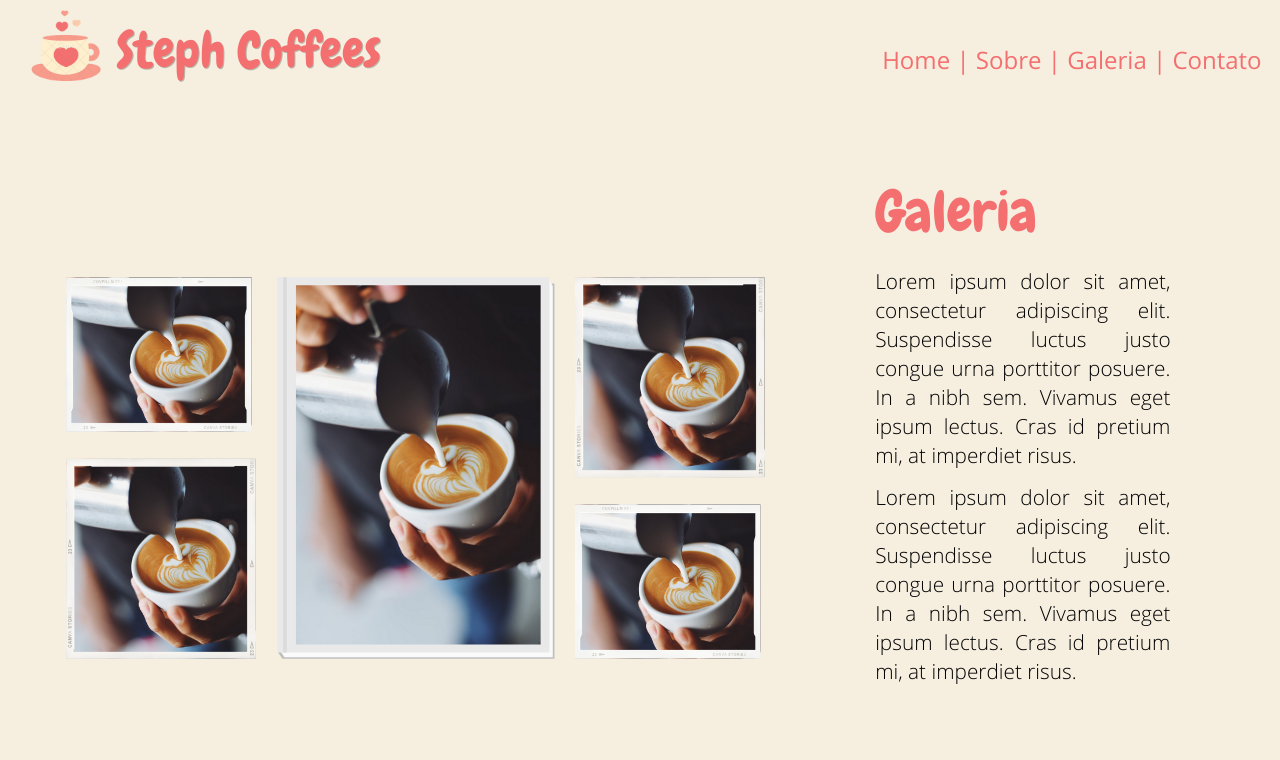 Steph Coffees
Home | Sobre | Galeria | Contato
Galeria
Lorem ipsum dolor sit amet,
consectetur adipiscing elit.
Suspendisse luctus justo
congue urna porttitor posuere.
In a nibh sem. Vivamus eget
ipsum lectus. Cras id pretium
mi, at imperdiet risus.
Lorem ipsum dolor sit amet,
consectetur adipiscing elit.
Suspendisse luctus justo
congue urna porttitor posuere.
In a nibh sem. Vivamus eget
ipsum lectus. Cras id pretium
mi, at imperdiet risus.